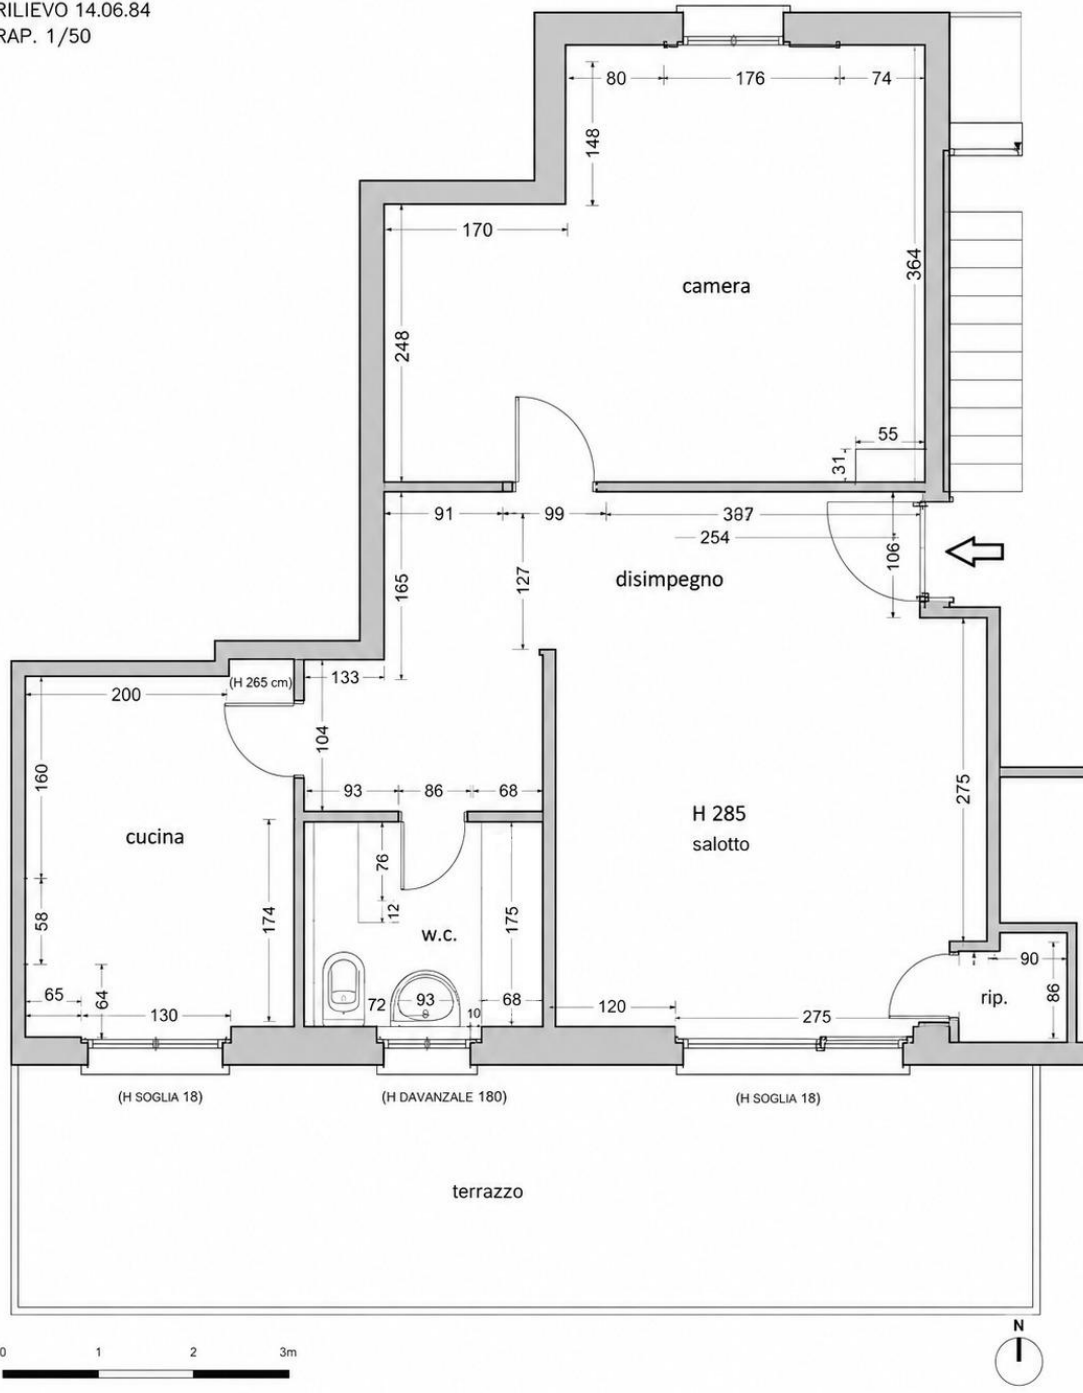 RILIEVO 14.06.84
RAP. 1/50
80
176
74
148
170
364
camera
248
55
31
91
99
387
254
106
165
127
disimpegno
200
(H 265 cm)
133
104
160
93
86
68
275
H 285
salotto
cucina
76
12
58
174
175
w.c.
90
86
rip.
65
64
130
72
93
10
68
120
275
(H SOGLIA 18)
(H DAVANZALE 180)
(H SOGLIA 18)
terrazzo
N
0 1 2 3m